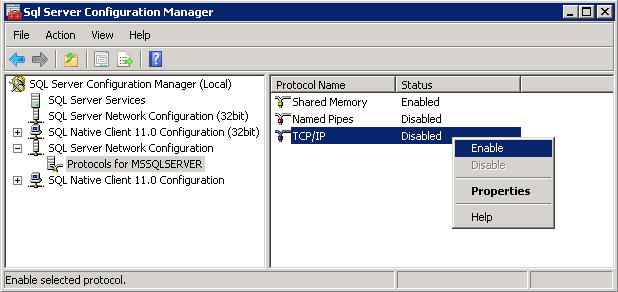 Sql Server Configuration Manager
File Action View Help
SQL Server Configuration Manager (Local)
SQL Server Services
SQL Server Network Configuration (32bit)
SQL Native Client 11.0 Configuration (32bit)
SQL Server Network Configuration
Protocols for MSSQLSERVER
SQL Native Client 11.0 Configuration
Protocol Name Status
Shared Memory Enabled
Named Pipes Disabled
TCP/IP Disabled
Enable
Disable
Properties
Help
Enable selected protocol.